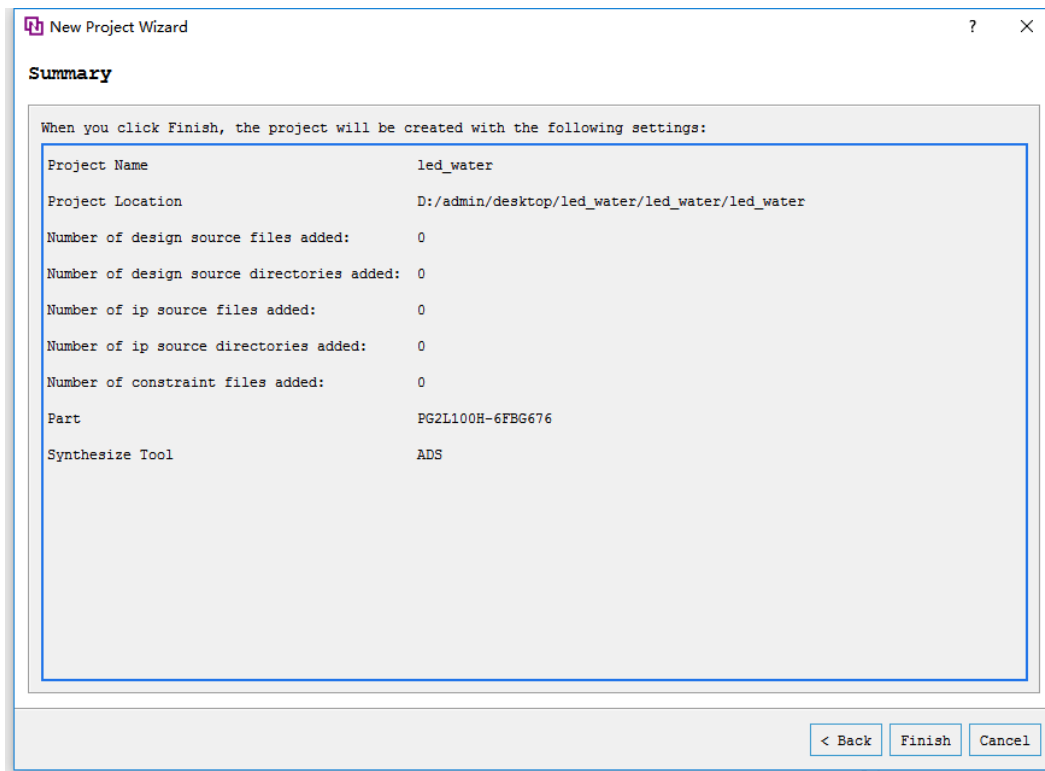 New Project Wizard ?
Summary
When you click Finish, the project will be created with the following settings:
Project Name led_water
Project Location D:/admin/desktop/led_water/led_water/led_water
Number of design source files added: 0
Number of design source directories added: 0
Number of ip source files added: 0
Number of ip source directories added: 0
Number of constraint files added: 0
Part PG2L100H-6FBG676
Synthesize Tool ADS
< Back Finish Cancel